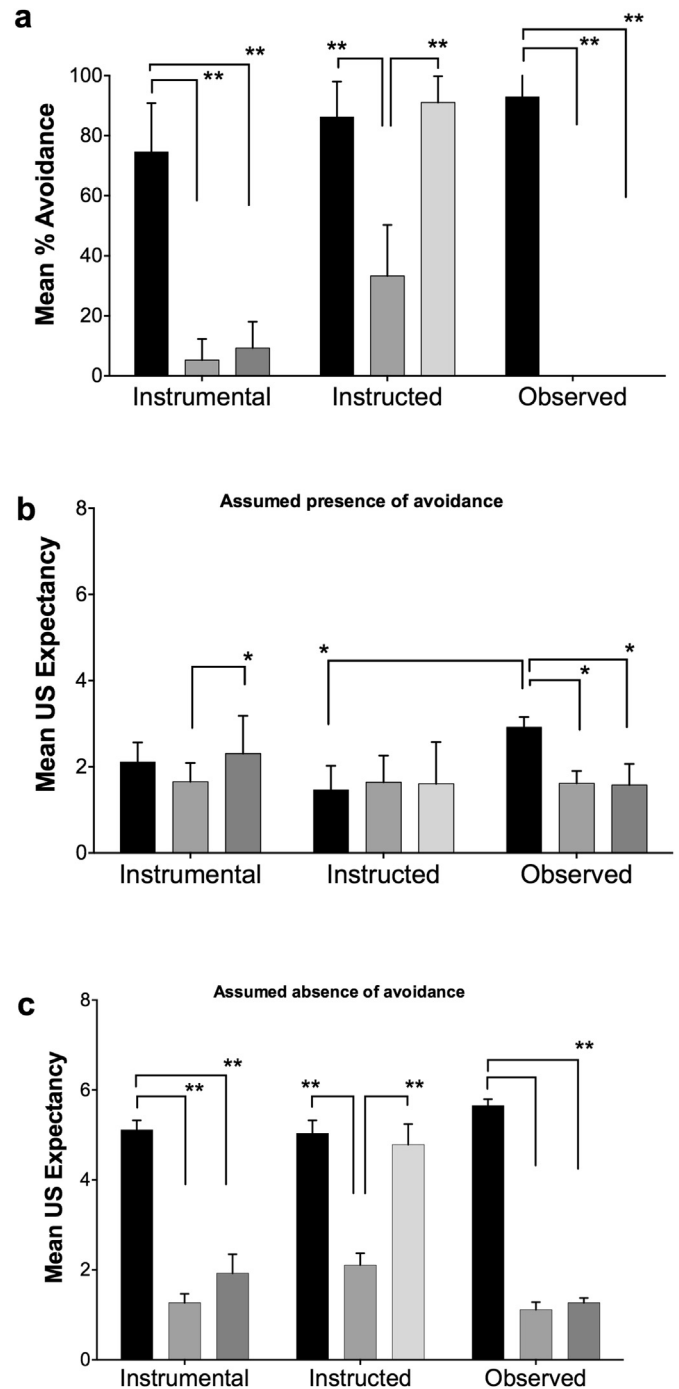 a
**
**
**
**
**
**
100
80
60
40
20
0
Mean % Avoidance
Instrumental
Instructed
Observed
b
Assumed presence of avoidance
8
6
4
2
0
Mean US Expectancy
*
*
*
*
Instrumental
Instructed
Observed
c
Assumed absence of avoidance
8
6
4
2
0
Mean US Expectancy
**
**
**
**
**
Instrumental
Instructed
Observed